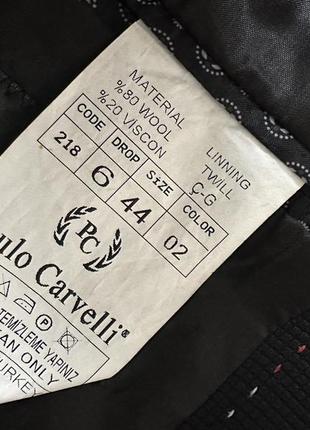 MATERIAL
%80 WOOL
%20 VISCON
LINNING
TWILL
Ç-G
CODE DROP SiZE COLOR
218 6 44 02
PC
ulo Carvelli®
TEMİZLEME YAPINIZ
AN ONLY
URKEY